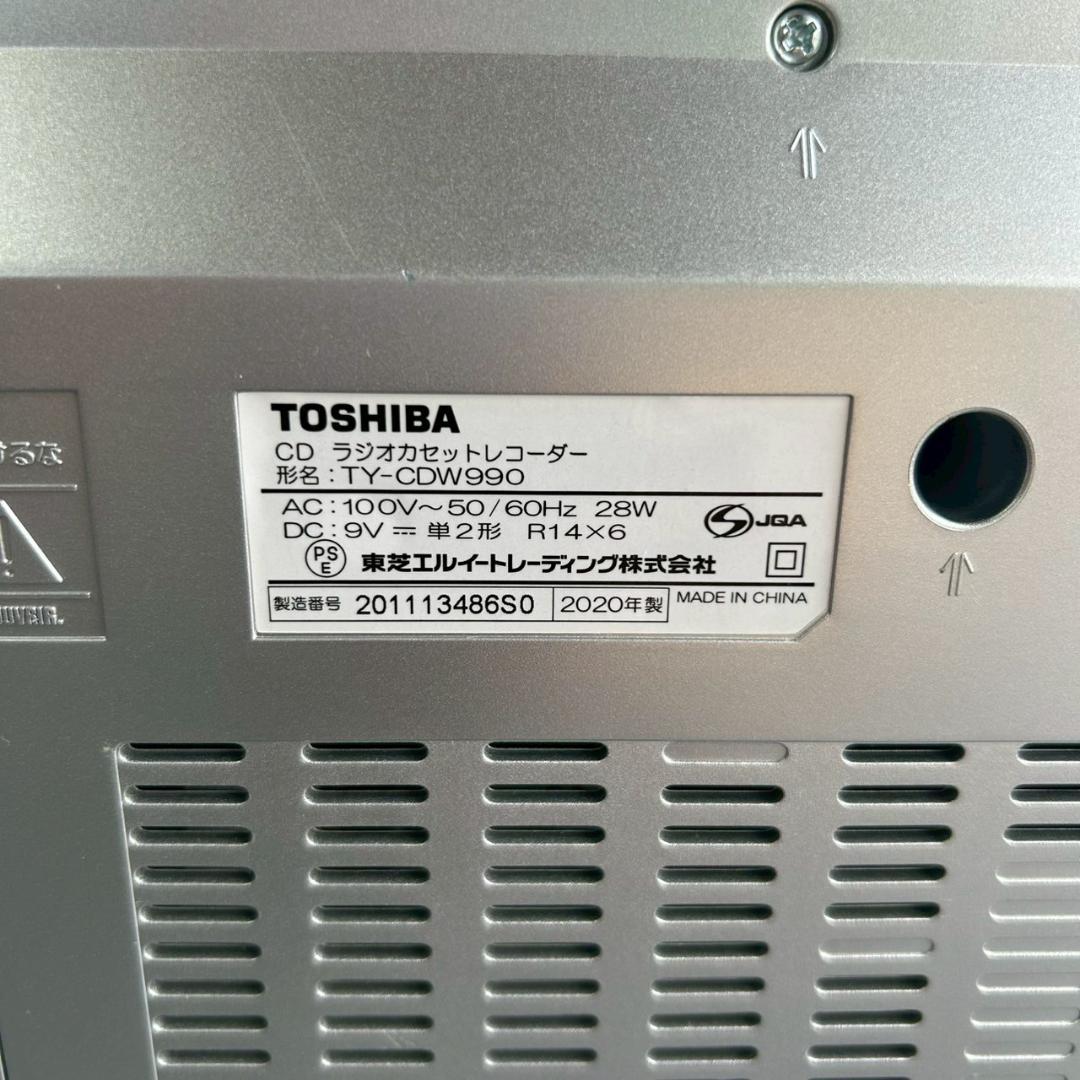 TOSHIBA
CD ラジオカセットレコーダー
形名：TY-CDW990
AC：100V～50/60Hz 28W
DC：9V⎓ 単2形 R14×6
JQA
PS
E
東芝エルイートレーディング株式会社
製造番号 201113486S0 2020年製
MADE IN CHINA
るな